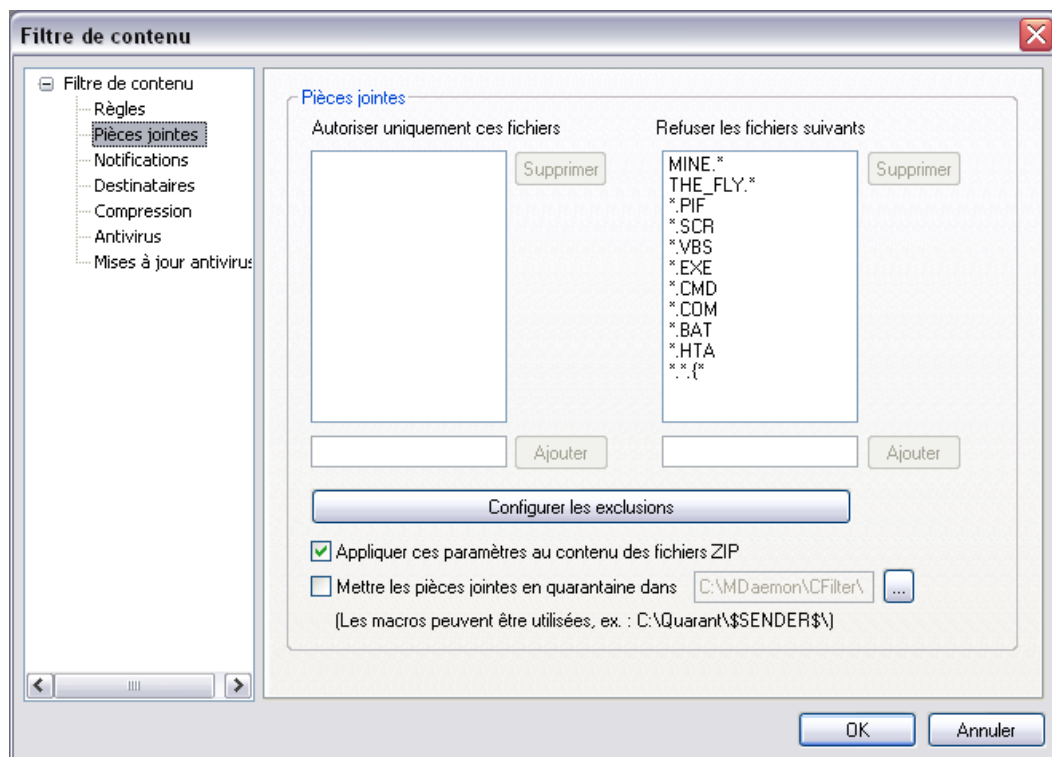 Filtre de contenu
Filtre de contenu
Règles
Pièces jointes
Notifications
Destinataires
Compression
Antivirus
Mises à jour antivirus
Pièces jointes
Autoriser uniquement ces fichiers
Supprimer
Ajouter
Refuser les fichiers suivants
MINE.*
THE_FLY.*
*.PIF
*.SCR
*.VBS
*.EXE
*.CMD
*.COM
*.BAT
*.HTA
*.*.{*
Supprimer
Ajouter
Configurer les exclusions
Appliquer ces paramètres au contenu des fichiers ZIP
Mettre les pièces jointes en quarantaine dans C:\MDaemon\CFilter\ ...
(Les macros peuvent être utilisées, ex. : C:\Quarant\$SENDER$\)
OK Annuler